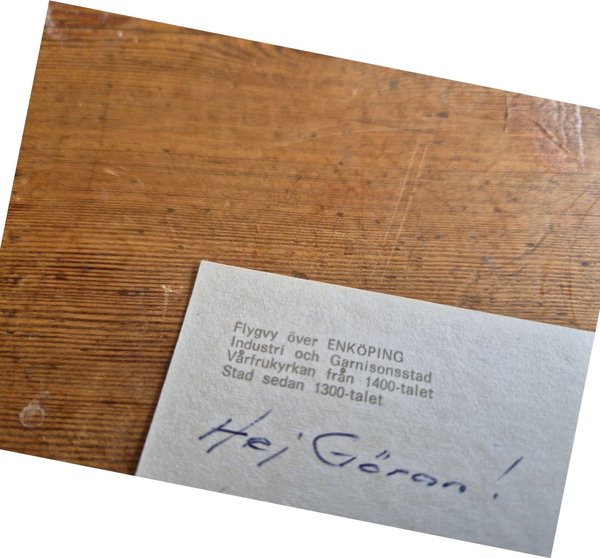 Flygvy över ENKÖPING
Industri och Garnisonsstad
Vårfrukyrkan från 1400-talet
Stad sedan 1300-talet
Hej Göran!